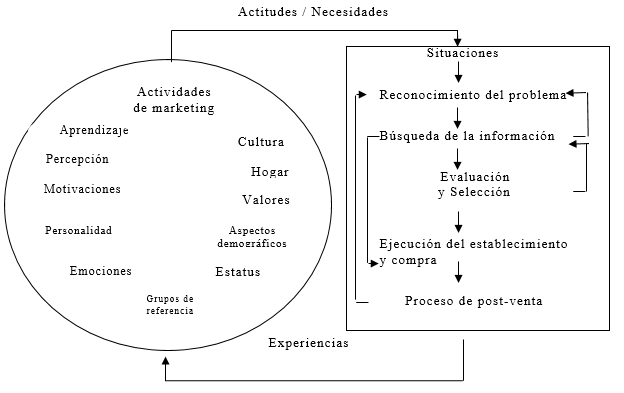 Actitudes / Necesidades
Actividades
de marketing
Aprendizaje
Percepción
Motivaciones
Personalidad
Emociones
Grupos de
referencia
Cultura
Hogar
Valores
Aspectos
demográficos
Estatus
Situaciones
Reconocimiento del problema
Búsqueda de la información
Evaluación
y Selección
Ejecución del establecimiento
y compra
Proceso de post-venta
Experiencias